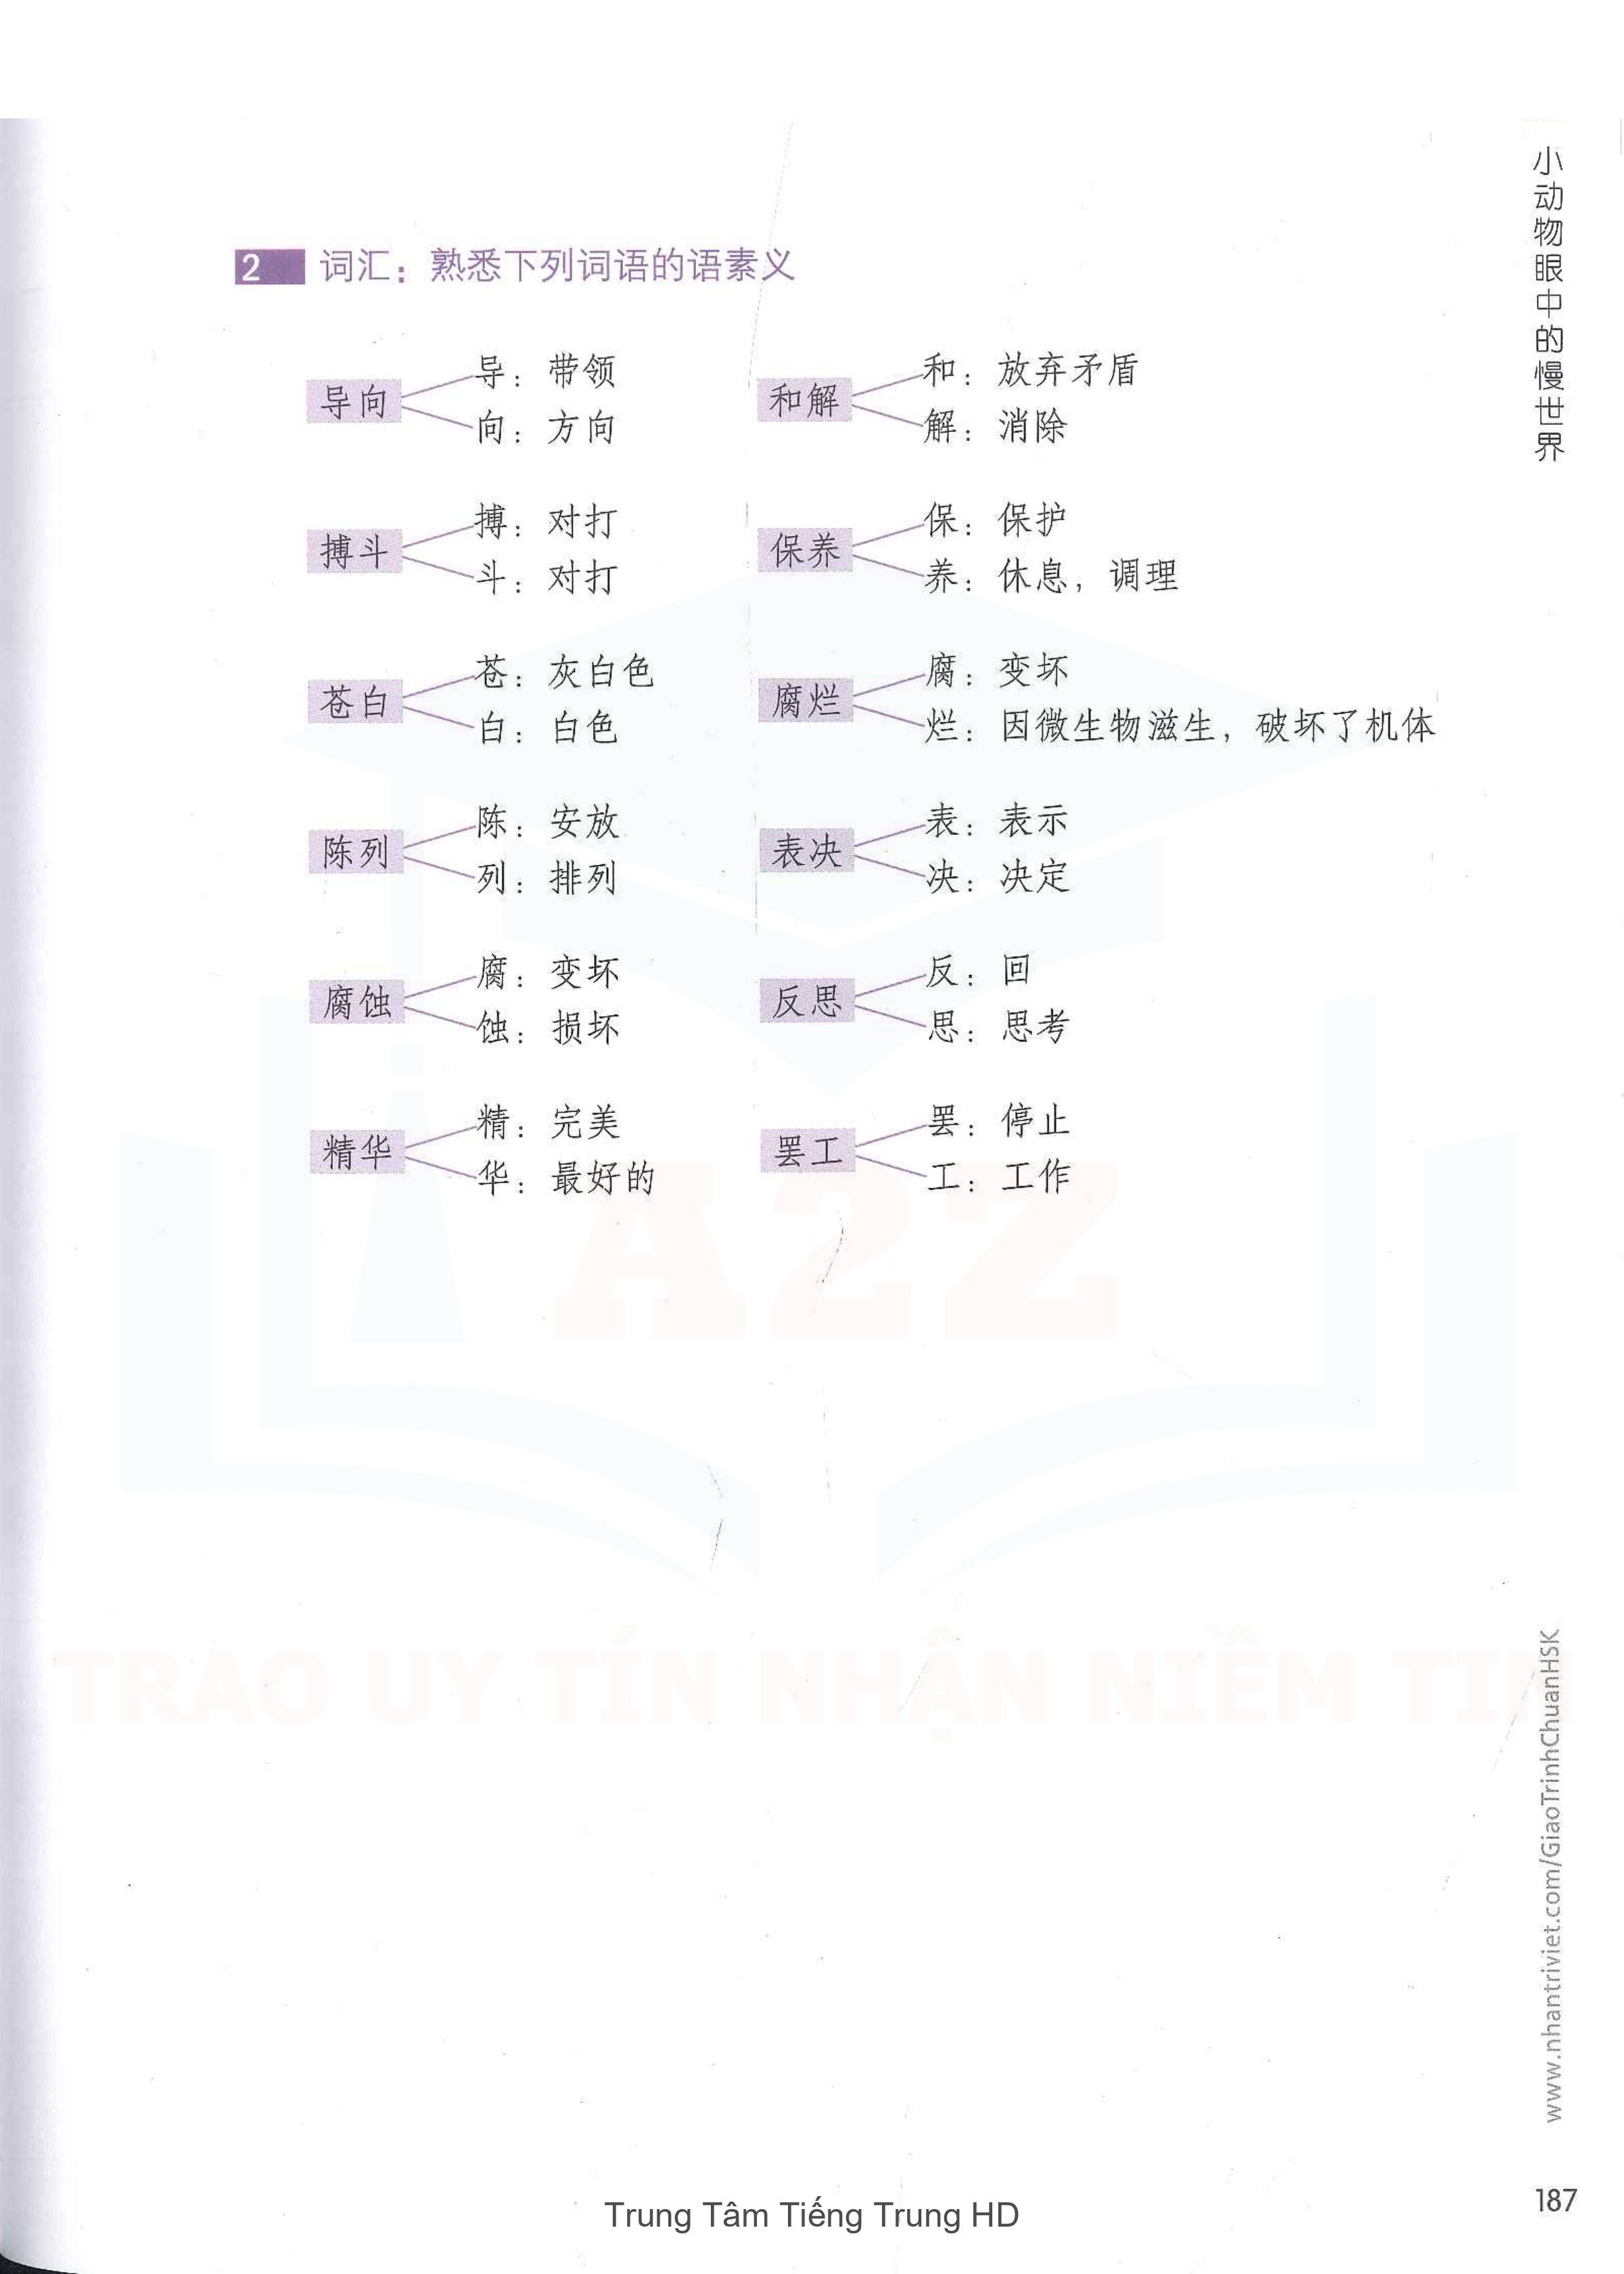 小动物眼中的慢世界
2 词汇：熟悉下列词语的语素义
导向
导：带领
向：方向
和解
和：放弃矛盾
解：消除
搏斗
搏：对打
斗：对打
保养
保：保护
养：休息，调理
苍白
苍：灰白色
白：白色
腐烂
腐：变坏
烂：因微生物滋生，破坏了机体
陈列
陈：安放
列：排列
表决
表：表示
决：决定
腐蚀
腐：变坏
蚀：损坏
反思
反：回
思：思考
精华
精：完美
华：最好的
罢工
罢：停止
工：工作
A2Z
TRAO UY TÍN NHẬN NIỀM TIN
www.nhantriviet.com/GiaoTrinhChuanHSK
187
Trung Tâm Tiếng Trung HD